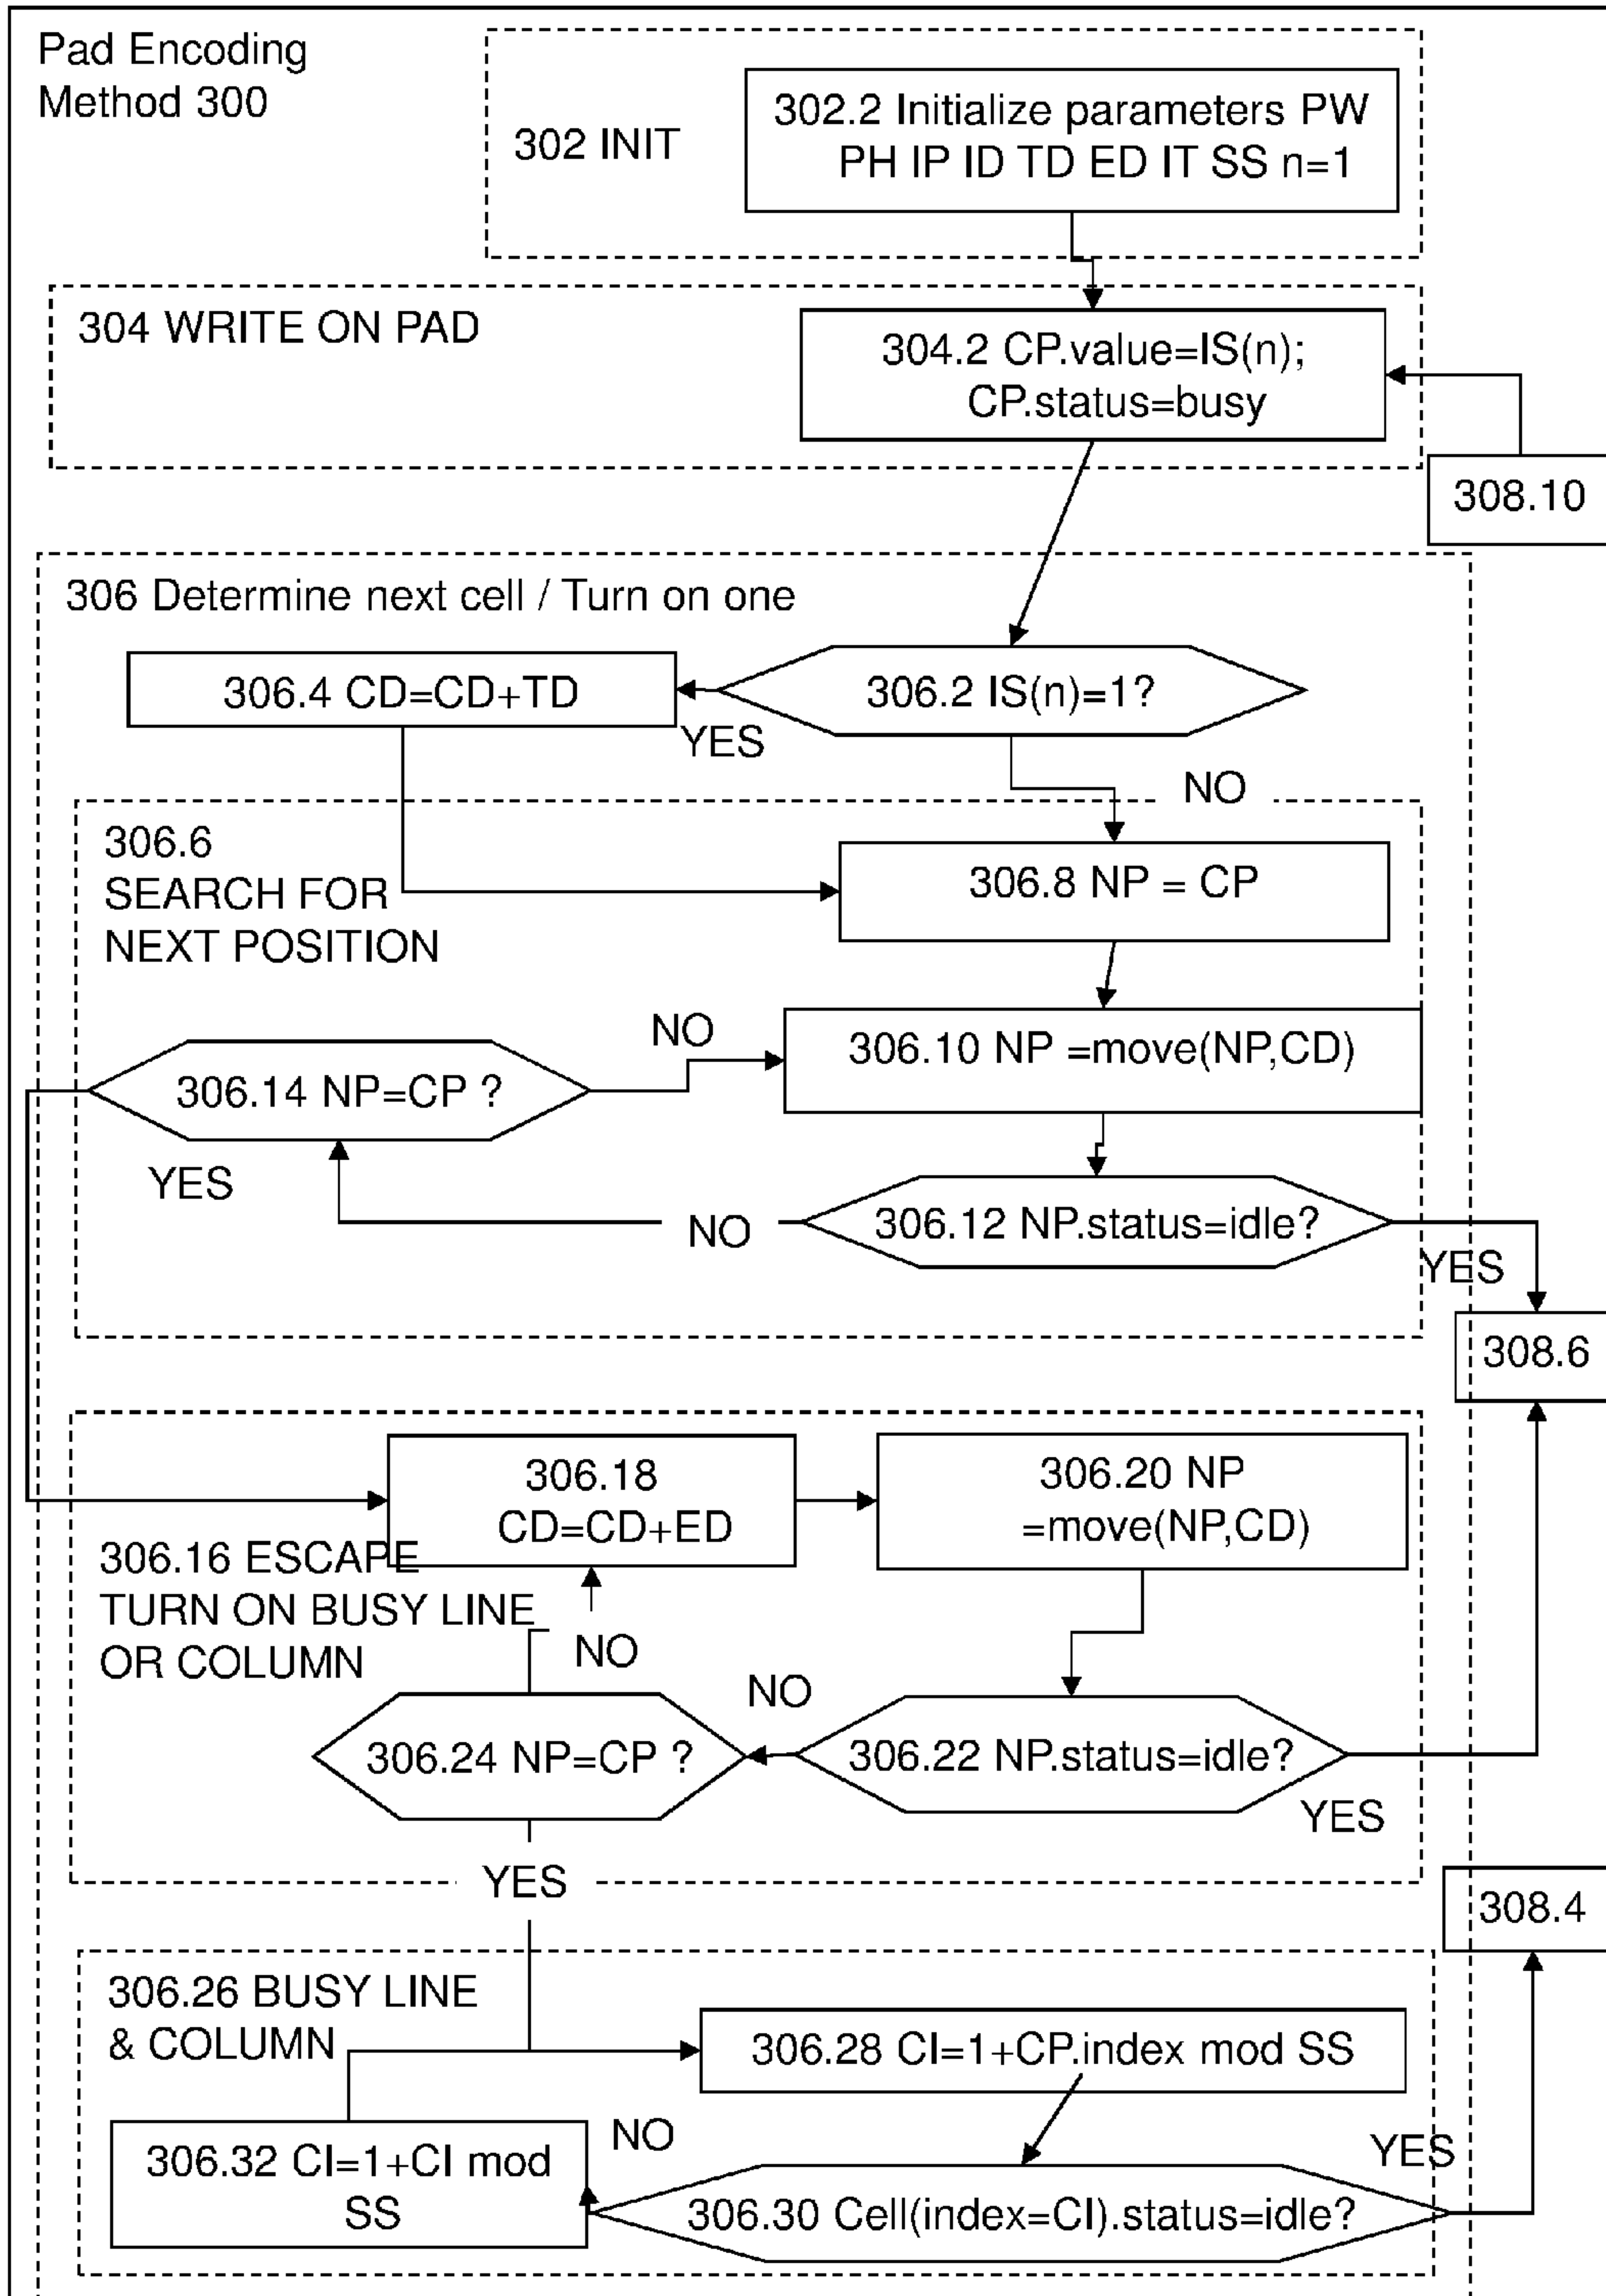 Pad Encoding
Method 300
302 INIT
302.2 Initialize parameters PW
PH IP ID TD ED IT SS n=1
304 WRITE ON PAD
304.2 CP.value=IS(n);
CP.status=busy
308.10
306 Determine next cell / Turn on one
306.4 CD=CD+TD
306.2 IS(n)=1?
YES
NO
306.6
SEARCH FOR
NEXT POSITION
306.8 NP = CP
NO
306.10 NP =move(NP,CD)
306.14 NP=CP ?
YES
NO
306.12 NP.status=idle?
YES
308.6
306.18
CD=CD+ED
306.20 NP
=move(NP,CD)
306.16 ESCAPE
TURN ON BUSY LINE
OR COLUMN
NO
NO
306.24 NP=CP ?
306.22 NP.status=idle?
YES
YES
308.4
306.26 BUSY LINE
& COLUMN
306.28 CI=1+CP.index mod SS
NO
YES
306.32 CI=1+CI mod
SS
306.30 Cell(index=CI).status=idle?